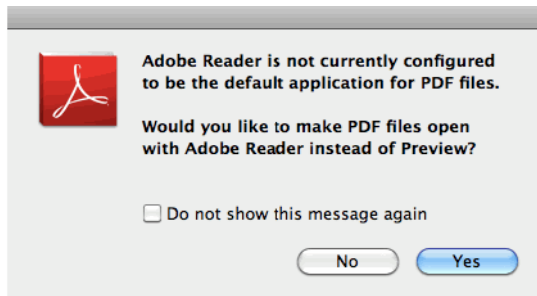 Adobe Reader is not currently configured
to be the default application for PDF files.
Would you like to make PDF files open
with Adobe Reader instead of Preview?
Do not show this message again
No
Yes